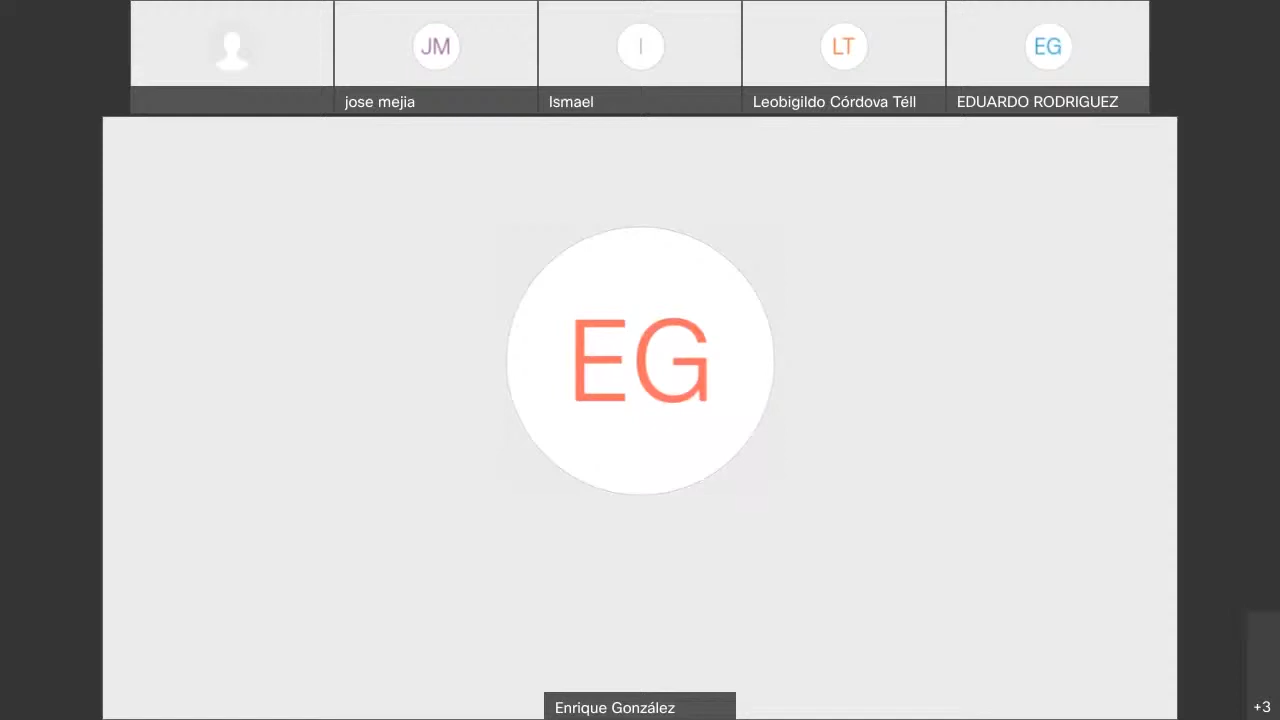 JM
I
LT
EG
jose mejia
Ismael
Leobigildo Córdova Téll
EDUARDO RODRIGUEZ
EG
Enrique González
+3